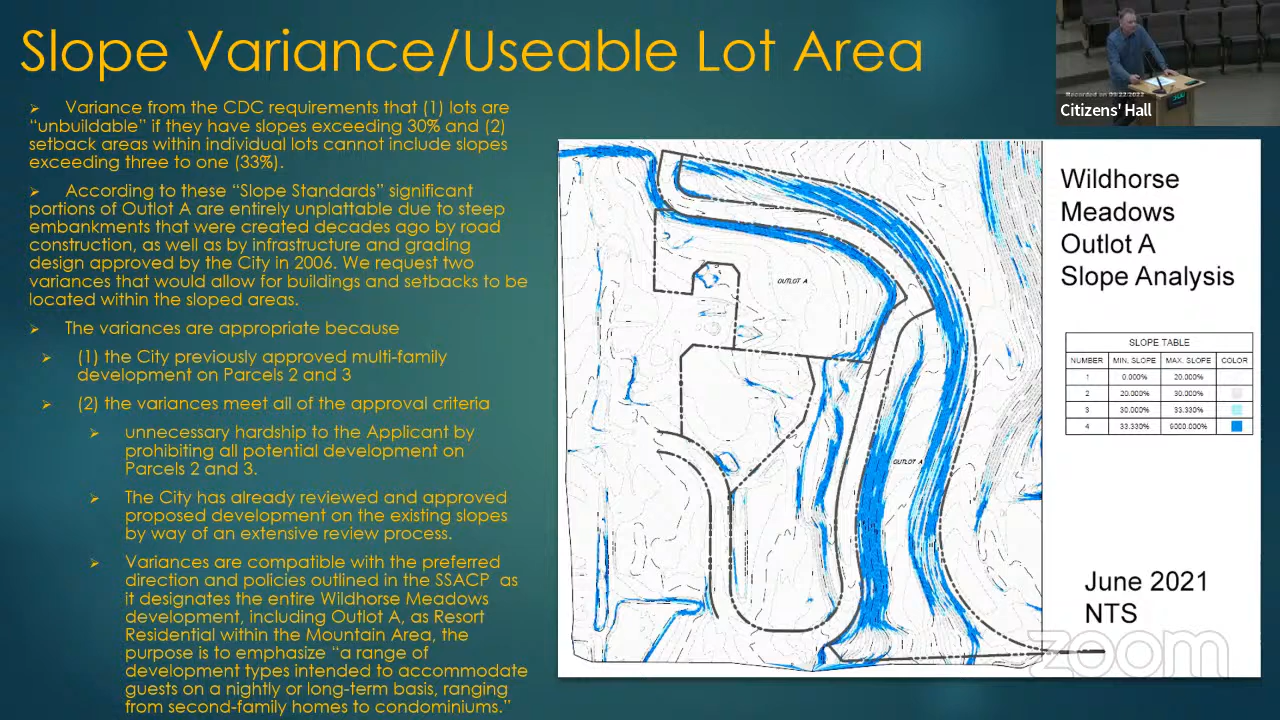 Slope Variance/Useable Lot Area
Variance from the CDC requirements that (1) lots are
“unbuildable” if they have slopes exceeding 30% and (2)
setback areas within individual lots cannot include slopes
exceeding three to one (33%).
According to these “Slope Standards” significant
portions of Outlot A are entirely unplattable due to steep
embankments that were created decades ago by road
construction, as well as by infrastructure and grading
design approved by the City in 2006. We request two
variances that would allow for buildings and setbacks to be
located within the sloped areas.
The variances are appropriate because
(1) the City previously approved multi-family
development on Parcels 2 and 3
(2) the variances meet all of the approval criteria
unnecessary hardship to the Applicant by
prohibiting all potential development on
Parcels 2 and 3.
The City has already reviewed and approved
proposed development on the existing slopes
by way of an extensive review process.
Variances are compatible with the preferred
direction and policies outlined in the SSACP as
it designates the entire Wildhorse Meadows
development, including Outlot A, as Resort
Residential within the Mountain Area, the
purpose is to emphasize “a range of
development types intended to accommodate
guests on a nightly or long-term basis, ranging
from second-family homes to condominiums.”
OUTLOT A
OUTLOT A
Recorded on 09/22/2022
Citizens' Hall
Wildhorse
Meadows
Outlot A
Slope Analysis
SLOPE TABLE
NUMBER MIN. SLOPE MAX. SLOPE COLOR
1 0.000% 20.000%
2 20.000% 30.000%
3 30.000% 33.330%
4 33.330% 6000.000%
June 2021
NTS
zoom